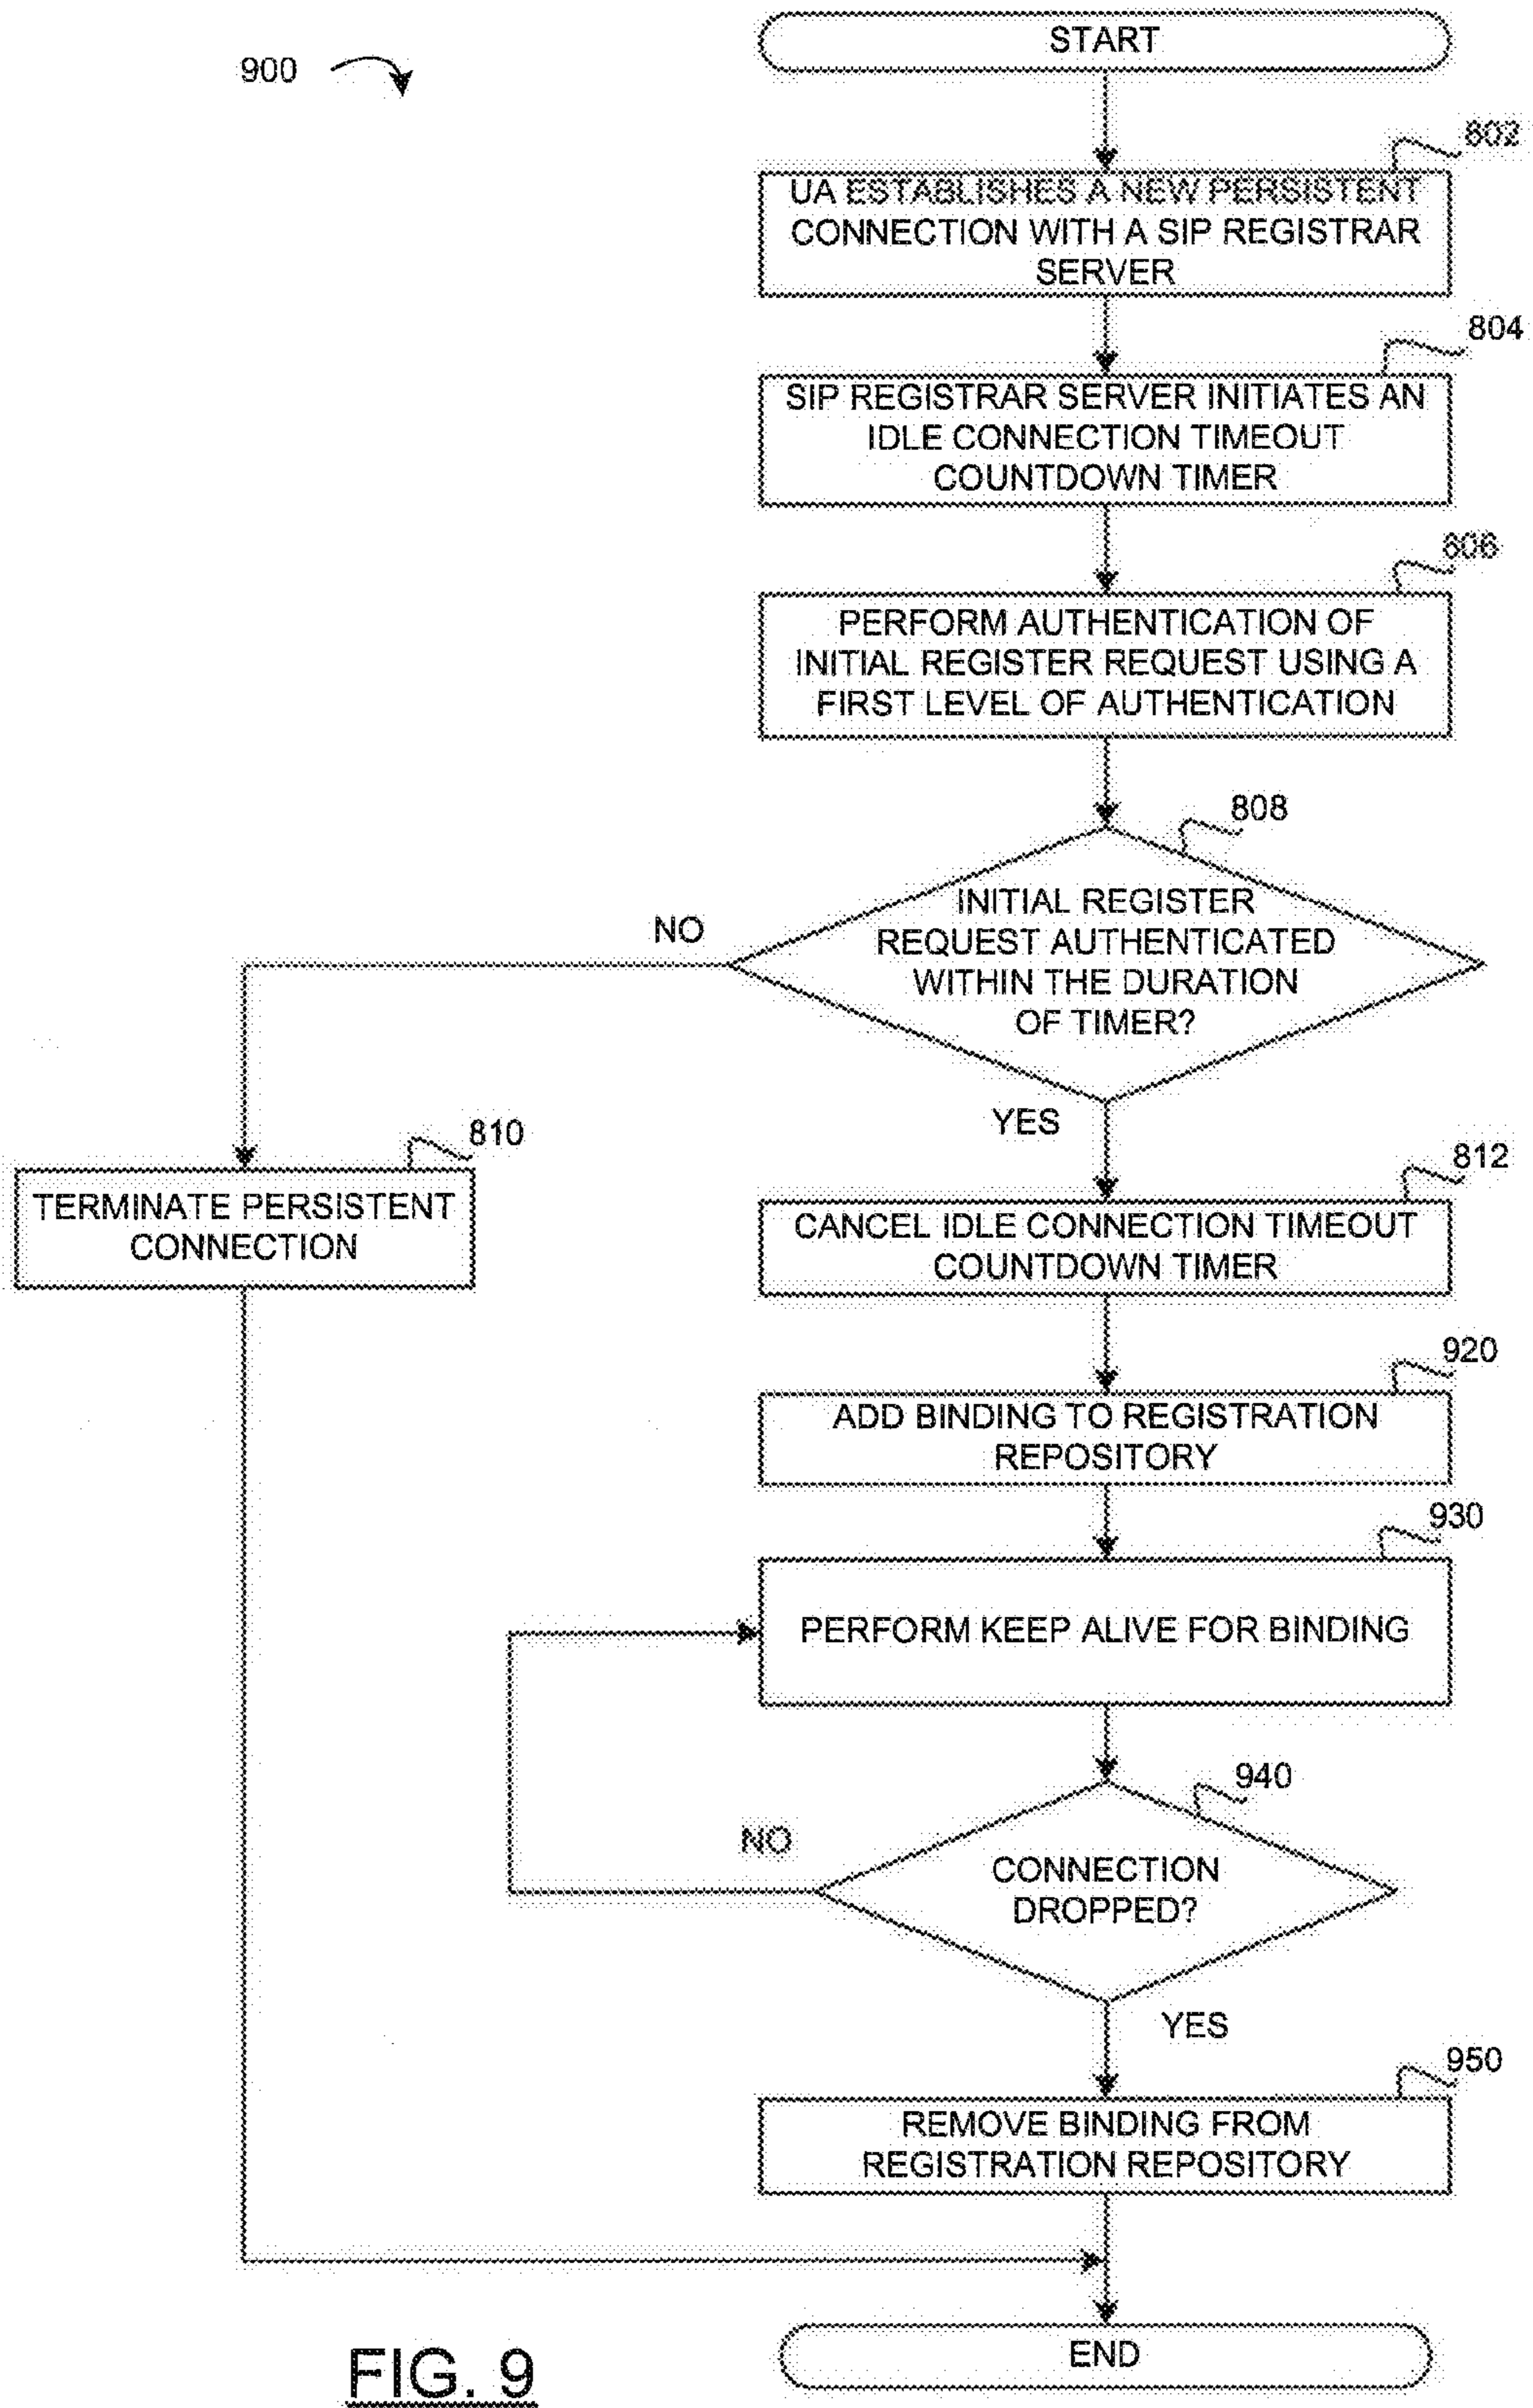 900
START
802
UA ESTABLISHES A NEW PERSISTENT
CONNECTION WITH A SIP REGISTRAR
SERVER
804
SIP REGISTRAR SERVER INITIATES AN
IDLE CONNECTION TIMEOUT
COUNTDOWN TIMER
806
PERFORM AUTHENTICATION OF
INITIAL REGISTER REQUEST USING A
FIRST LEVEL OF AUTHENTICATION
808
INITIAL REGISTER
REQUEST AUTHENTICATED
WITHIN THE DURATION
OF TIMER?
NO
YES
810
TERMINATE PERSISTENT
CONNECTION
812
CANCEL IDLE CONNECTION TIMEOUT
COUNTDOWN TIMER
920
ADD BINDING TO REGISTRATION
REPOSITORY
930
PERFORM KEEP ALIVE FOR BINDING
940
NO
CONNECTION
DROPPED?
YES
950
REMOVE BINDING FROM
REGISTRATION REPOSITORY
END
FIG. 9